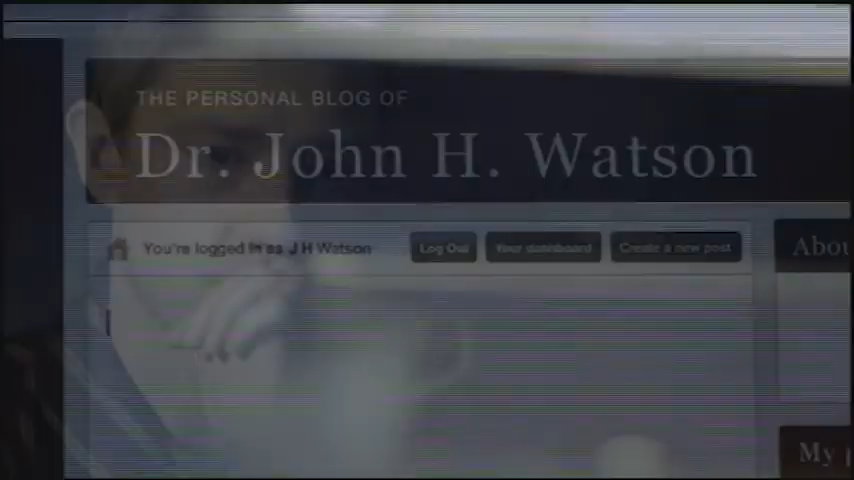 THE PERSONAL BLOG OF
Dr. John H. Watson
You're logged in as J H Watson
Log Out
Your dashboard
Create a new post
Abou
My